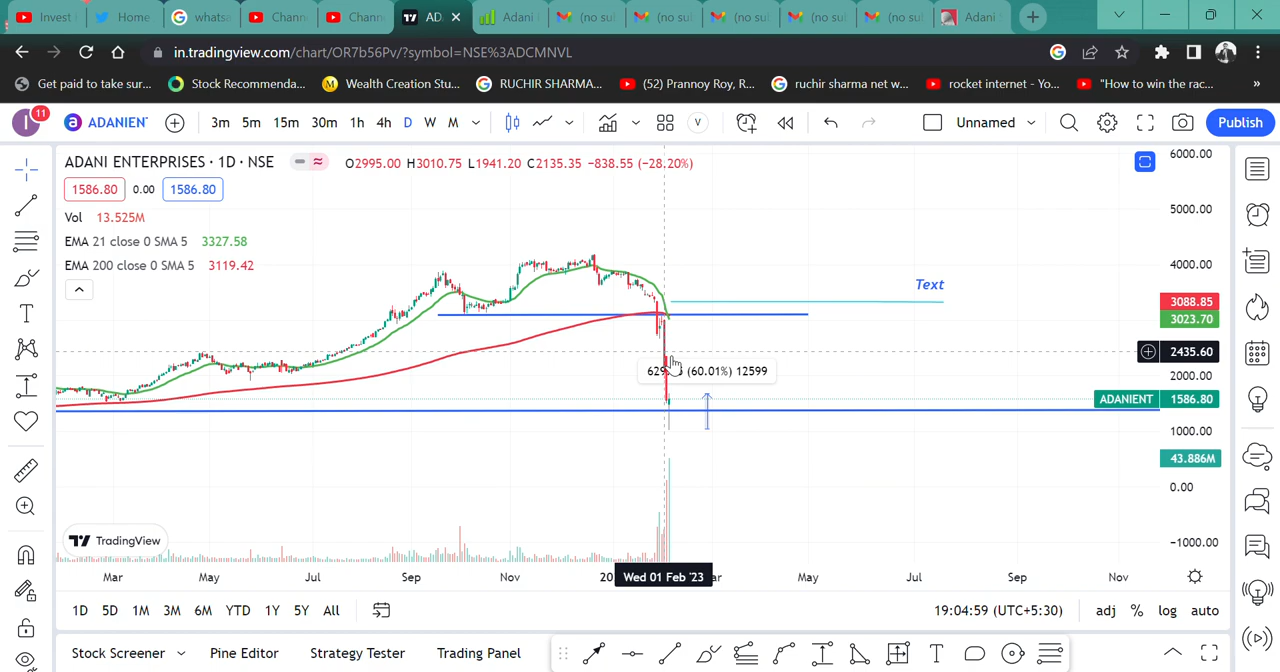 Invest
Home
whatsa
Chann
Chann
AD
Adani
(no su
(no sul
(no su
(no su
(no su
Adani
in.tradingview.com/chart/OR7b56Pv/?symbol=NSE%3ADCMNVL
Get paid to take sur...
Stock Recommenda...
Wealth Creation Stu...
RUCHIR SHARMA...
(52) Prannoy Roy, R...
ruchir sharma net w...
rocket internet - Yo...
"How to win the rac...
»
I
11
a
ADANIEN
3m 5m 15m 30m 1h 4h D W M
V
Unnamed
Publish
ADANI ENTERPRISES · 1D · NSE
O2995.00 H3010.75 L1941.20 C2135.35 −838.55 (−28.20%)
1586.80 0.00 1586.80
Vol 13.525M
EMA 21 close 0 SMA 5 3327.58
EMA 200 close 0 SMA 5 3119.42
Text
(60.01%) 12599
6000.00
5000.00
4000.00
3088.85
3023.70
2435.60
2000.00
ADANIENT 1586.80
1000.00
43.886M
0.00
−1000.00
TradingView
Mar May Jul Sep Nov 20 Wed 01 Feb '23 ar May Jul Sep Nov
1D 5D 1M 3M 6M YTD 1Y 5Y All
19:04:59 (UTC+5:30) adj % log auto
Stock Screener
Pine Editor
Strategy Tester
Trading Panel